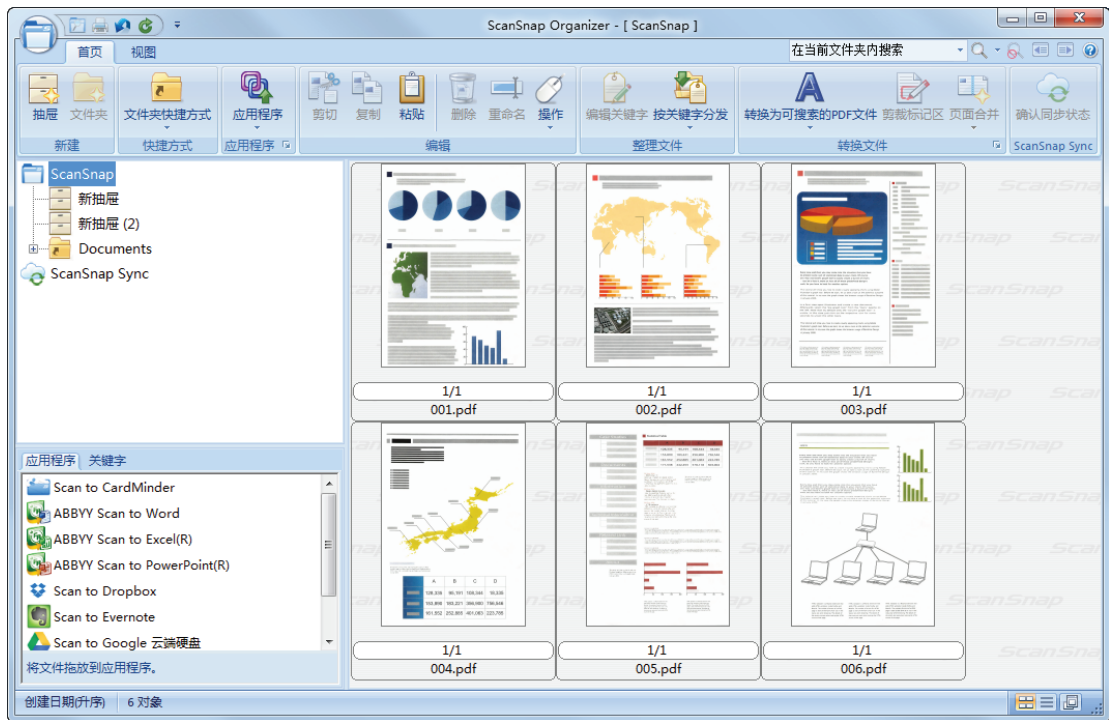 ScanSnap Organizer - [ ScanSnap ]
首页 视图
在当前文件夹内搜索
抽屉 文件夹 文件夹快捷方式 应用程序 剪切 复制 粘贴 删除 重命名 操作 编辑关键字 按关键字分发 转换为可搜索的PDF文件 剪裁标记区 页面合并 确认同步状态
新建 快捷方式 应用程序 编辑 整理文件 转换文件 ScanSnap Sync
ScanSnap
新抽屉
新抽屉 (2)
Documents
ScanSnap Sync
应用程序 关键字
Scan to CardMinder
ABBYY Scan to Word
ABBYY Scan to Excel(R)
ABBYY Scan to PowerPoint(R)
Scan to Dropbox
Scan to Evernote
Scan to Google 云端硬盘
将文件拖放到应用程序。
1/1 1/1 1/1
001.pdf 002.pdf 003.pdf
A B C D
1/1 1/1 1/1
004.pdf 005.pdf 006.pdf
创建日期(升序) 6 对象